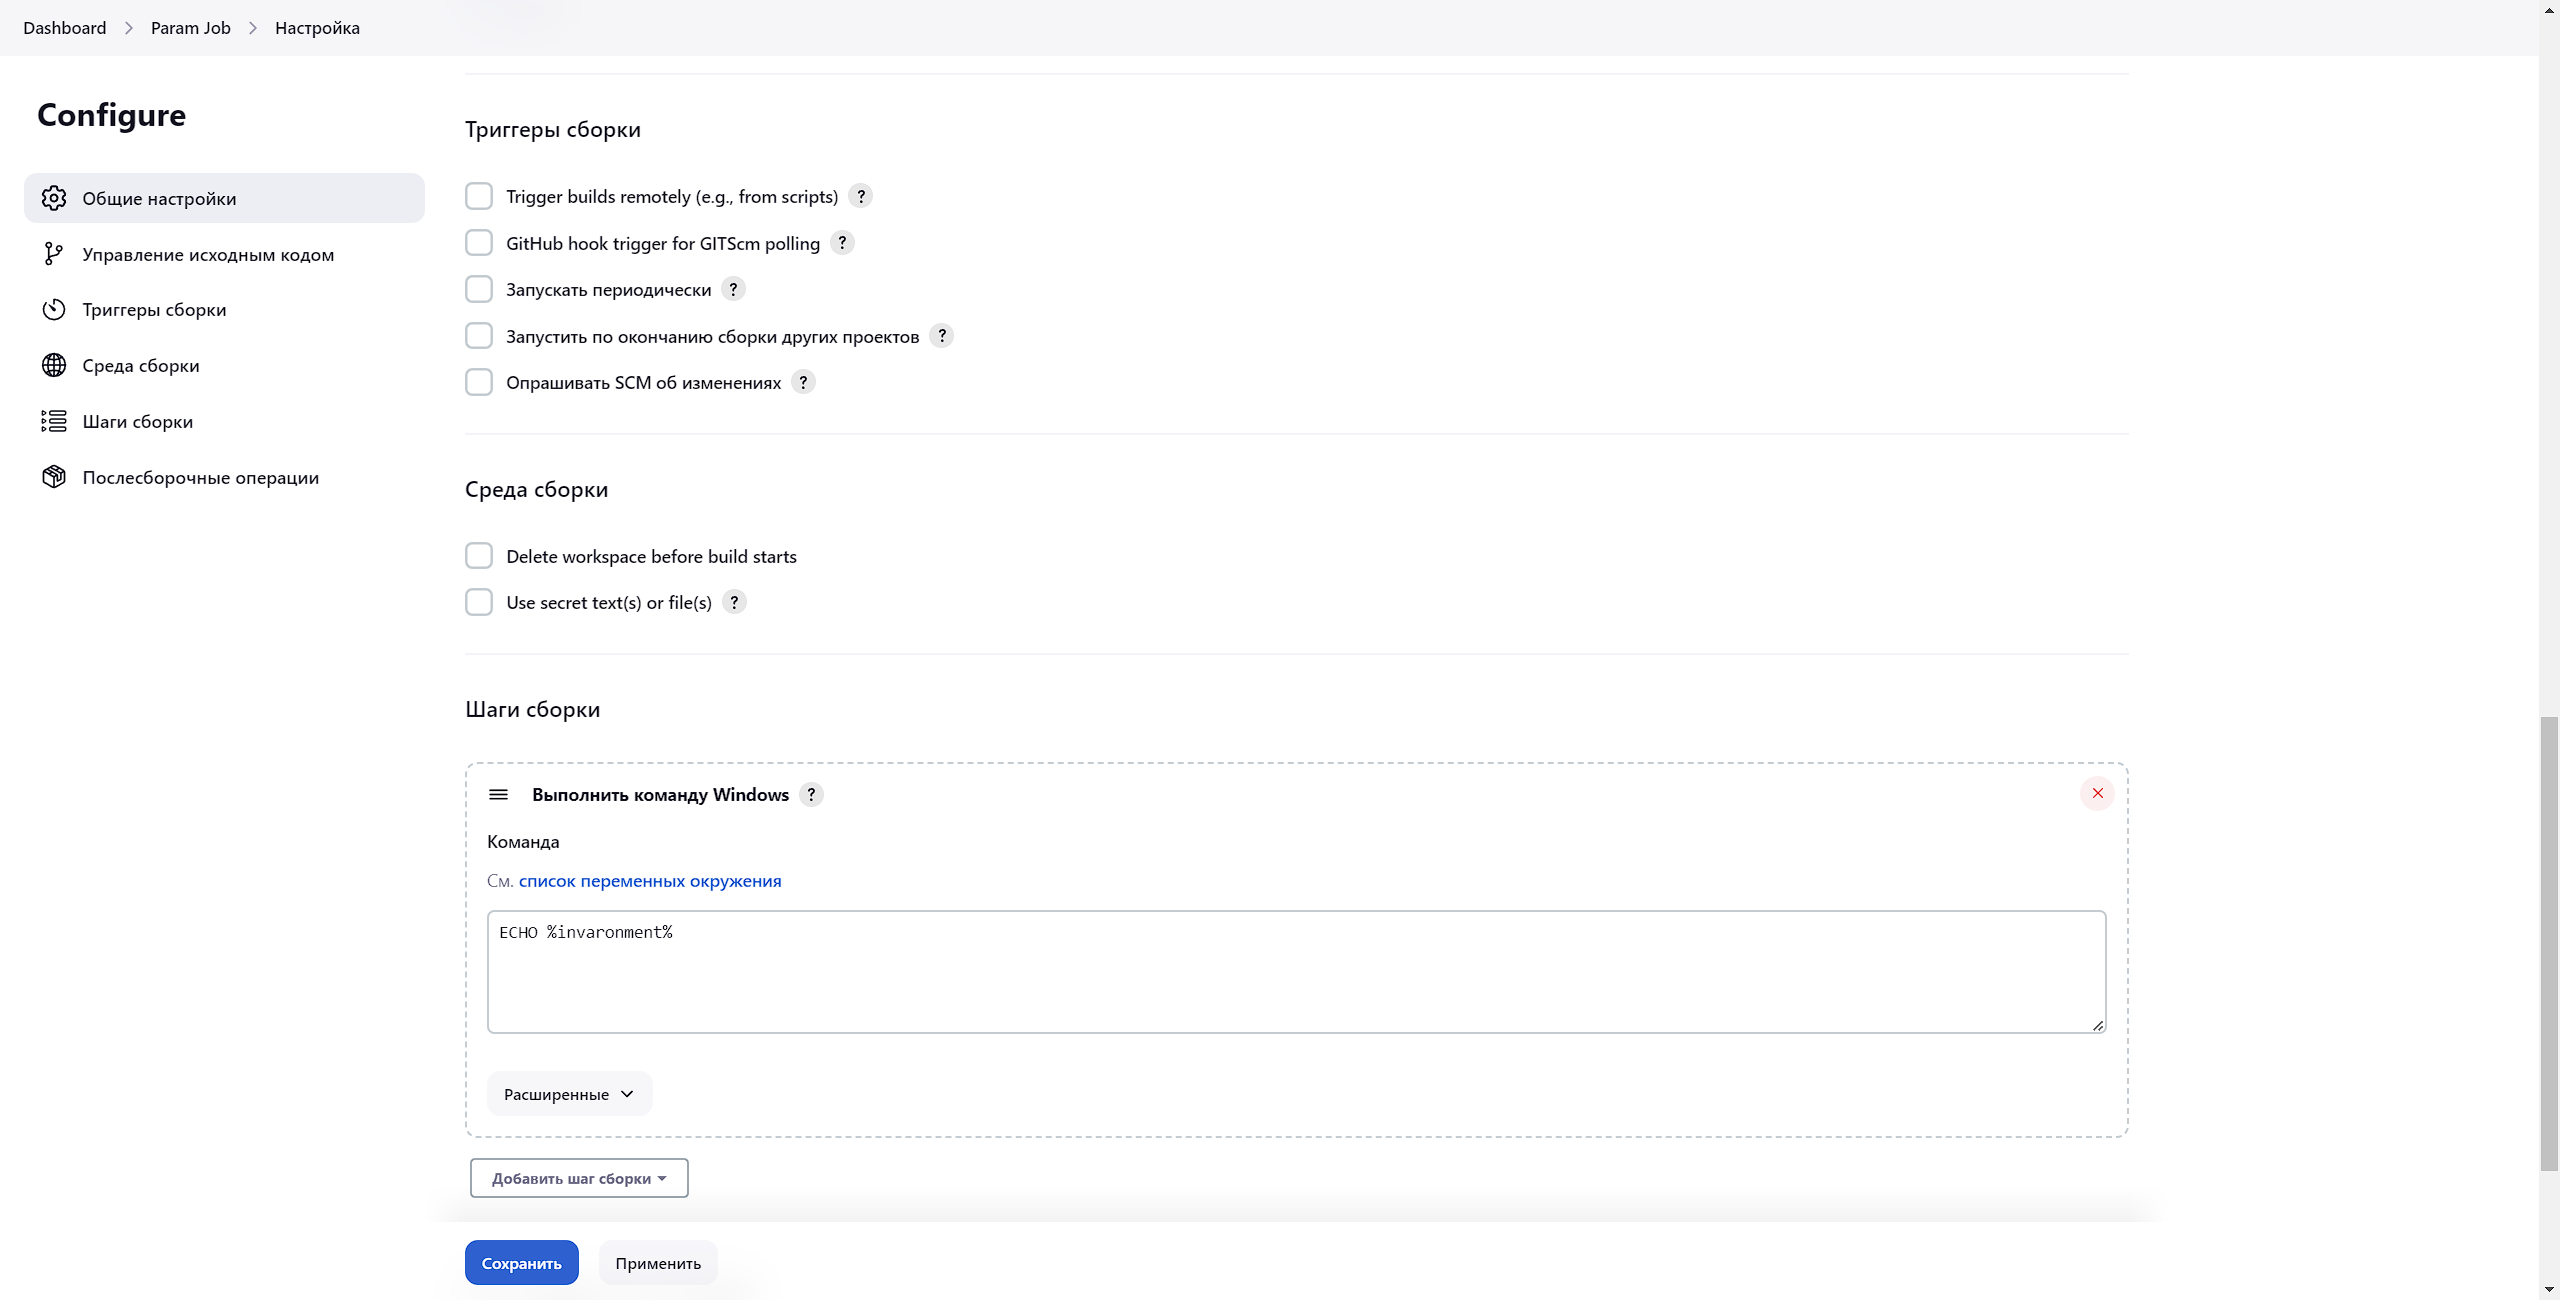 Dashboard > Param Job > Настройка
Configure
Общие настройки
Управление исходным кодом
Триггеры сборки
Среда сборки
Шаги сборки
Послесборочные операции
Триггеры сборки
Trigger builds remotely (e.g., from scripts) ?
GitHub hook trigger for GITScm polling ?
Запускать периодически ?
Запустить по окончанию сборки других проектов ?
Опрашивать SCM об изменениях ?
Среда сборки
Delete workspace before build starts
Use secret text(s) or file(s) ?
Шаги сборки
Выполнить команду Windows ?
Команда
См. список переменных окружения
ECHO %invaronment%
Расширенные
Добавить шаг сборки
Сохранить Применить